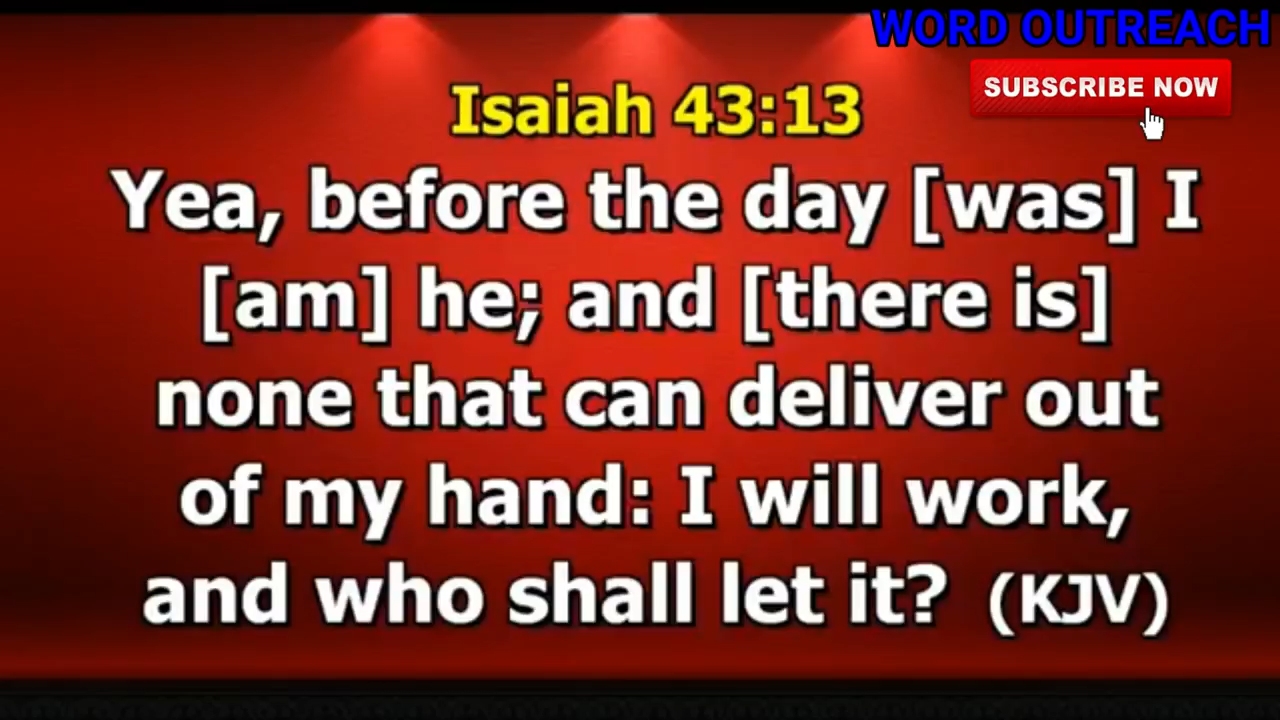 WORD OUTREACH
SUBSCRIBE NOW
Isaiah 43:13
Yea, before the day [was] I
[am] he; and [there is]
none that can deliver out
of my hand: I will work,
and who shall let it? (KJV)